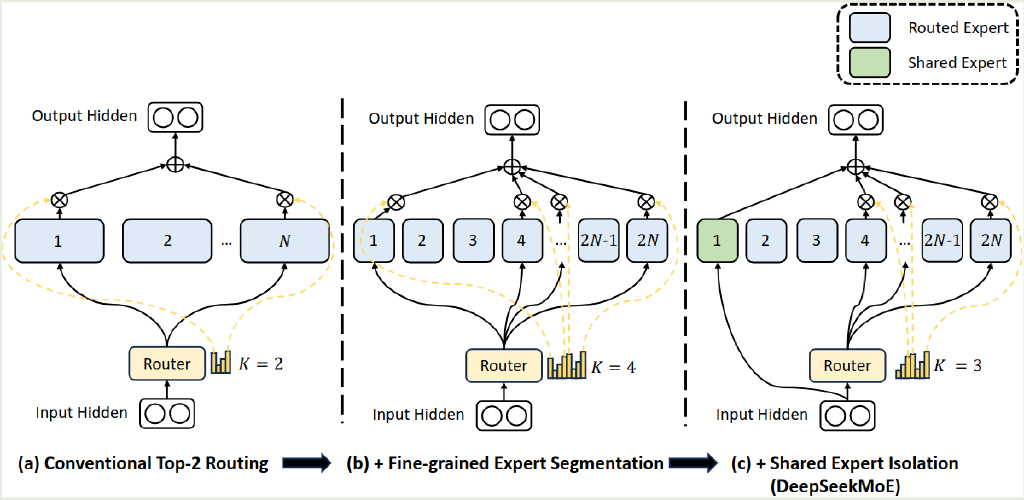 Routed Expert
Shared Expert
Output Hidden
1
2
...
N
Router
K = 2
Input Hidden
(a) Conventional Top-2 Routing
Output Hidden
1
2
3
4
...
2N-1
2N
Router
K = 4
Input Hidden
(b) + Fine-grained Expert Segmentation
Output Hidden
1
2
3
4
...
2N-1
2N
Router
K = 3
Input Hidden
(c) + Shared Expert Isolation
(DeepSeekMoE)